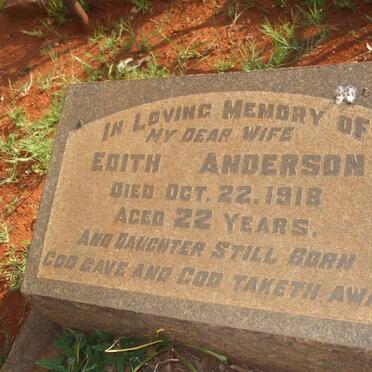 IN LOVING MEMORY OF
MY DEAR WIFE
EDITH ANDERSON
DIED OCT. 22. 1918
AGED 22 YEARS.
AND DAUGHTER STILL BORN
GOD GAVE AND GOD TAKETH AWA